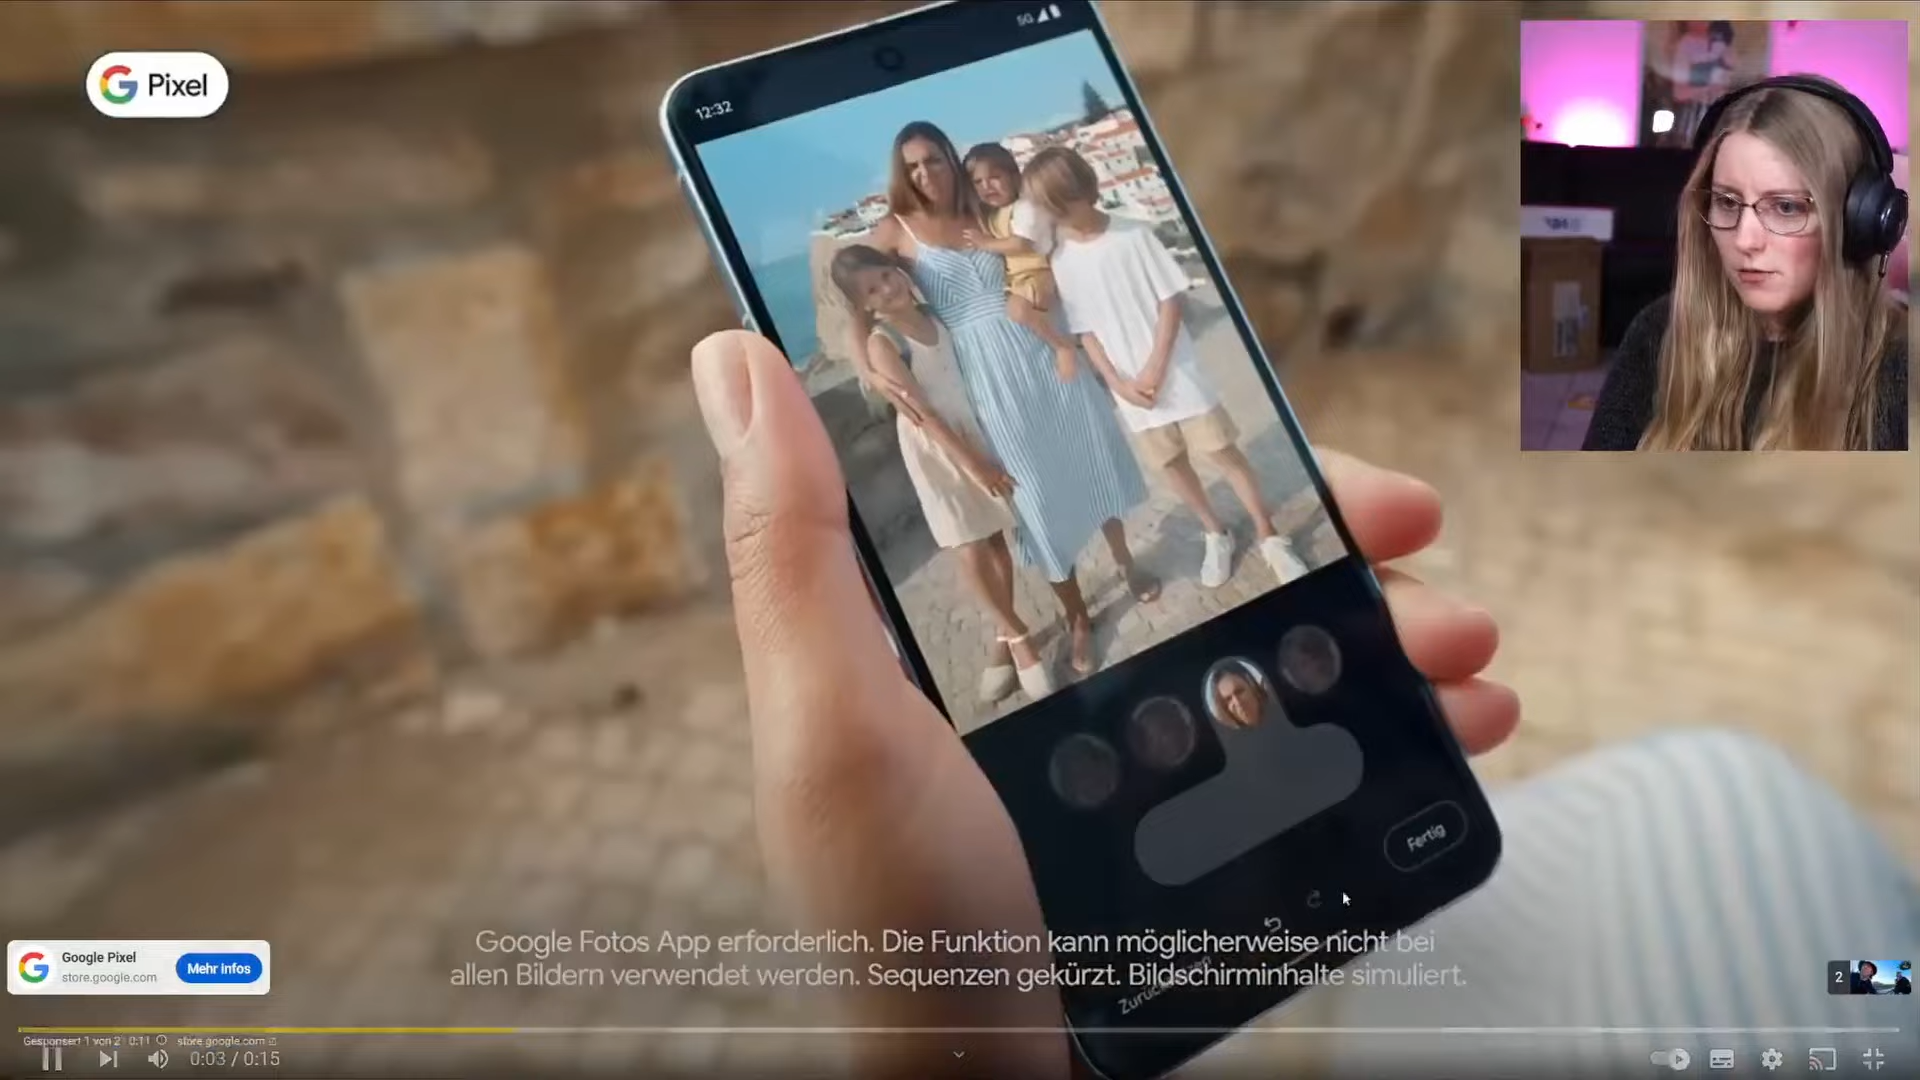 Pixel
5G
12:32
Fertig
Google Fotos App erforderlich. Die Funktion kann möglicherweise nicht bei
allen Bildern verwendet werden. Sequenzen gekürzt. Bildschirminhalte simuliert.
Google Pixel
store.google.com
Mehr Infos
2
Gesponsert 1 von 2 0:11 store.google.com
0:03 / 0:15